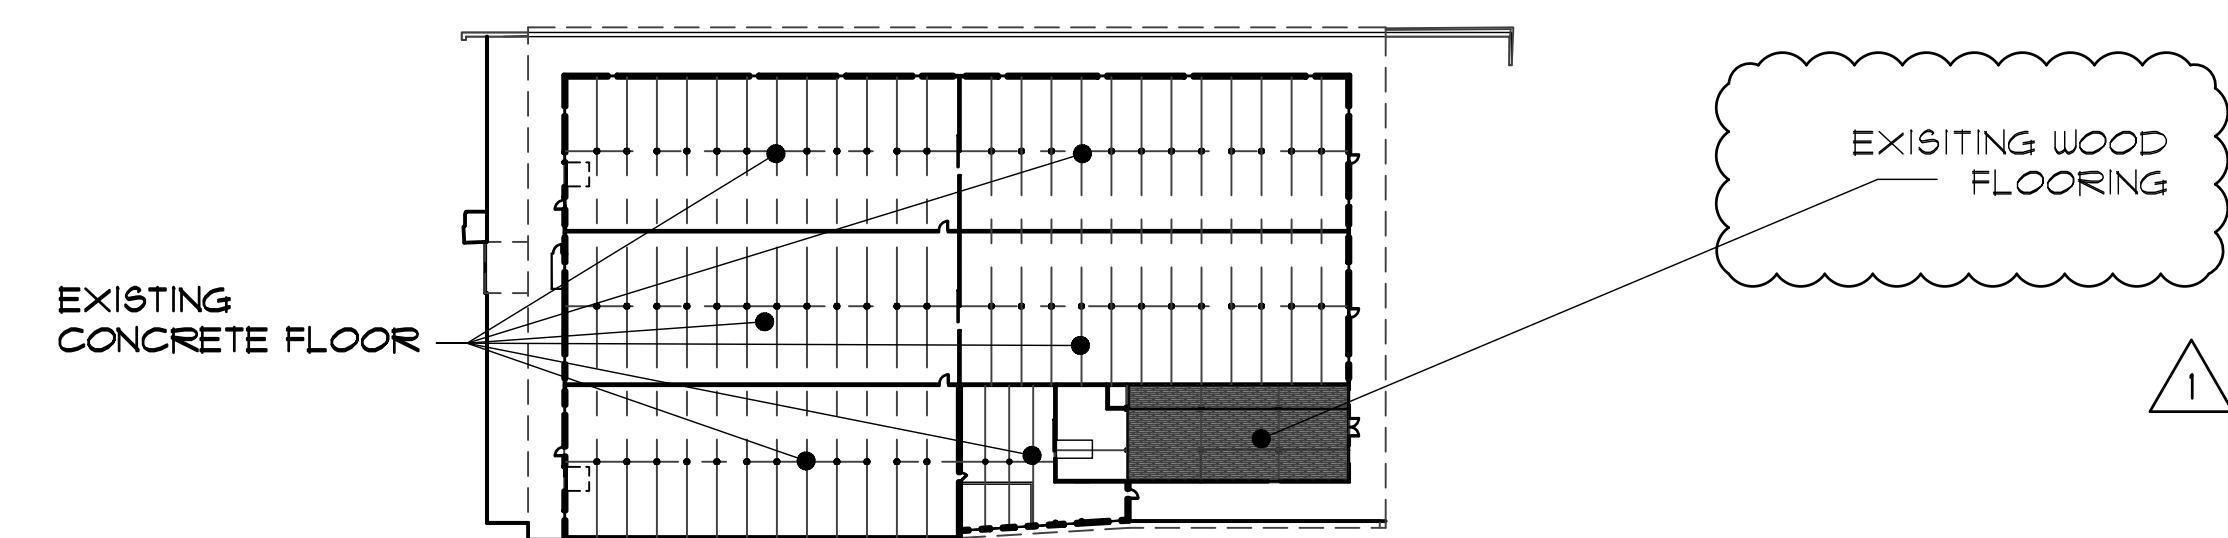 EXISITING WOOD
FLOORING
EXISTING
CONCRETE FLOOR
1